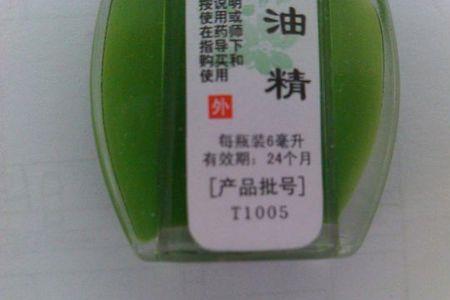 按说明
使用或
在药师
指导下
购买和
使用
油精
外
每瓶装6毫升
有效期：24个月
[产品批号]
T1005